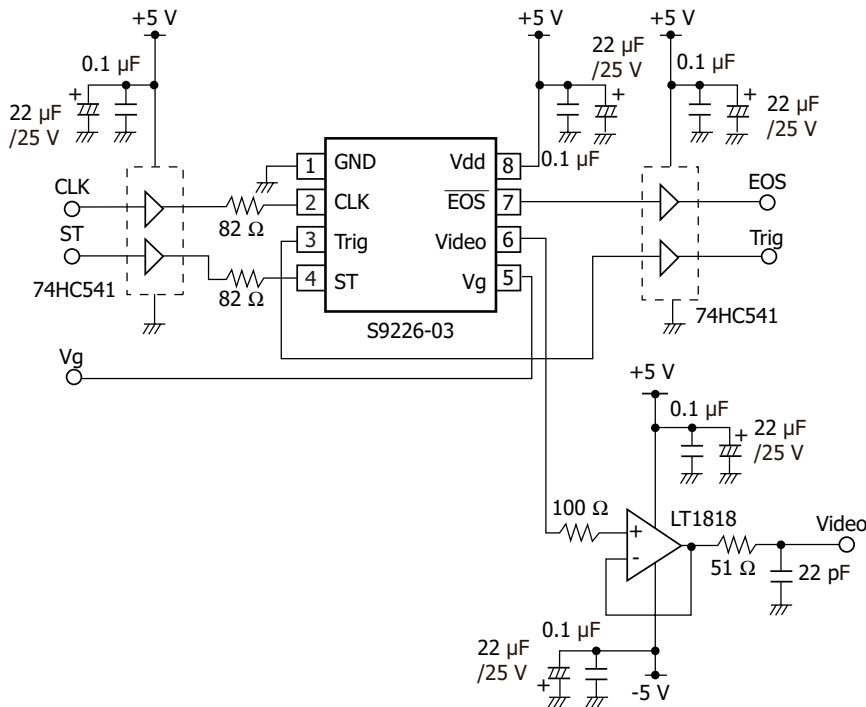 +5 V
+5 V
+5 V
0.1 µF
22 µF
/25 V
0.1 µF
22 µF
/25 V
+
+
+
22 µF
/25 V
0.1 µF
CLK
ST
74HC541
82 Ω
82 Ω
1 GND
2 CLK
3 Trig
4 ST
Vdd 8
EOS 7
Video 6
Vg 5
S9226-03
EOS
Trig
74HC541
Vg
+5 V
0.1 µF
+
22 µF
/25 V
100 Ω
LT1818
+
-
51 Ω
Video
22 pF
22 µF
/25 V
+
0.1 µF
-5 V